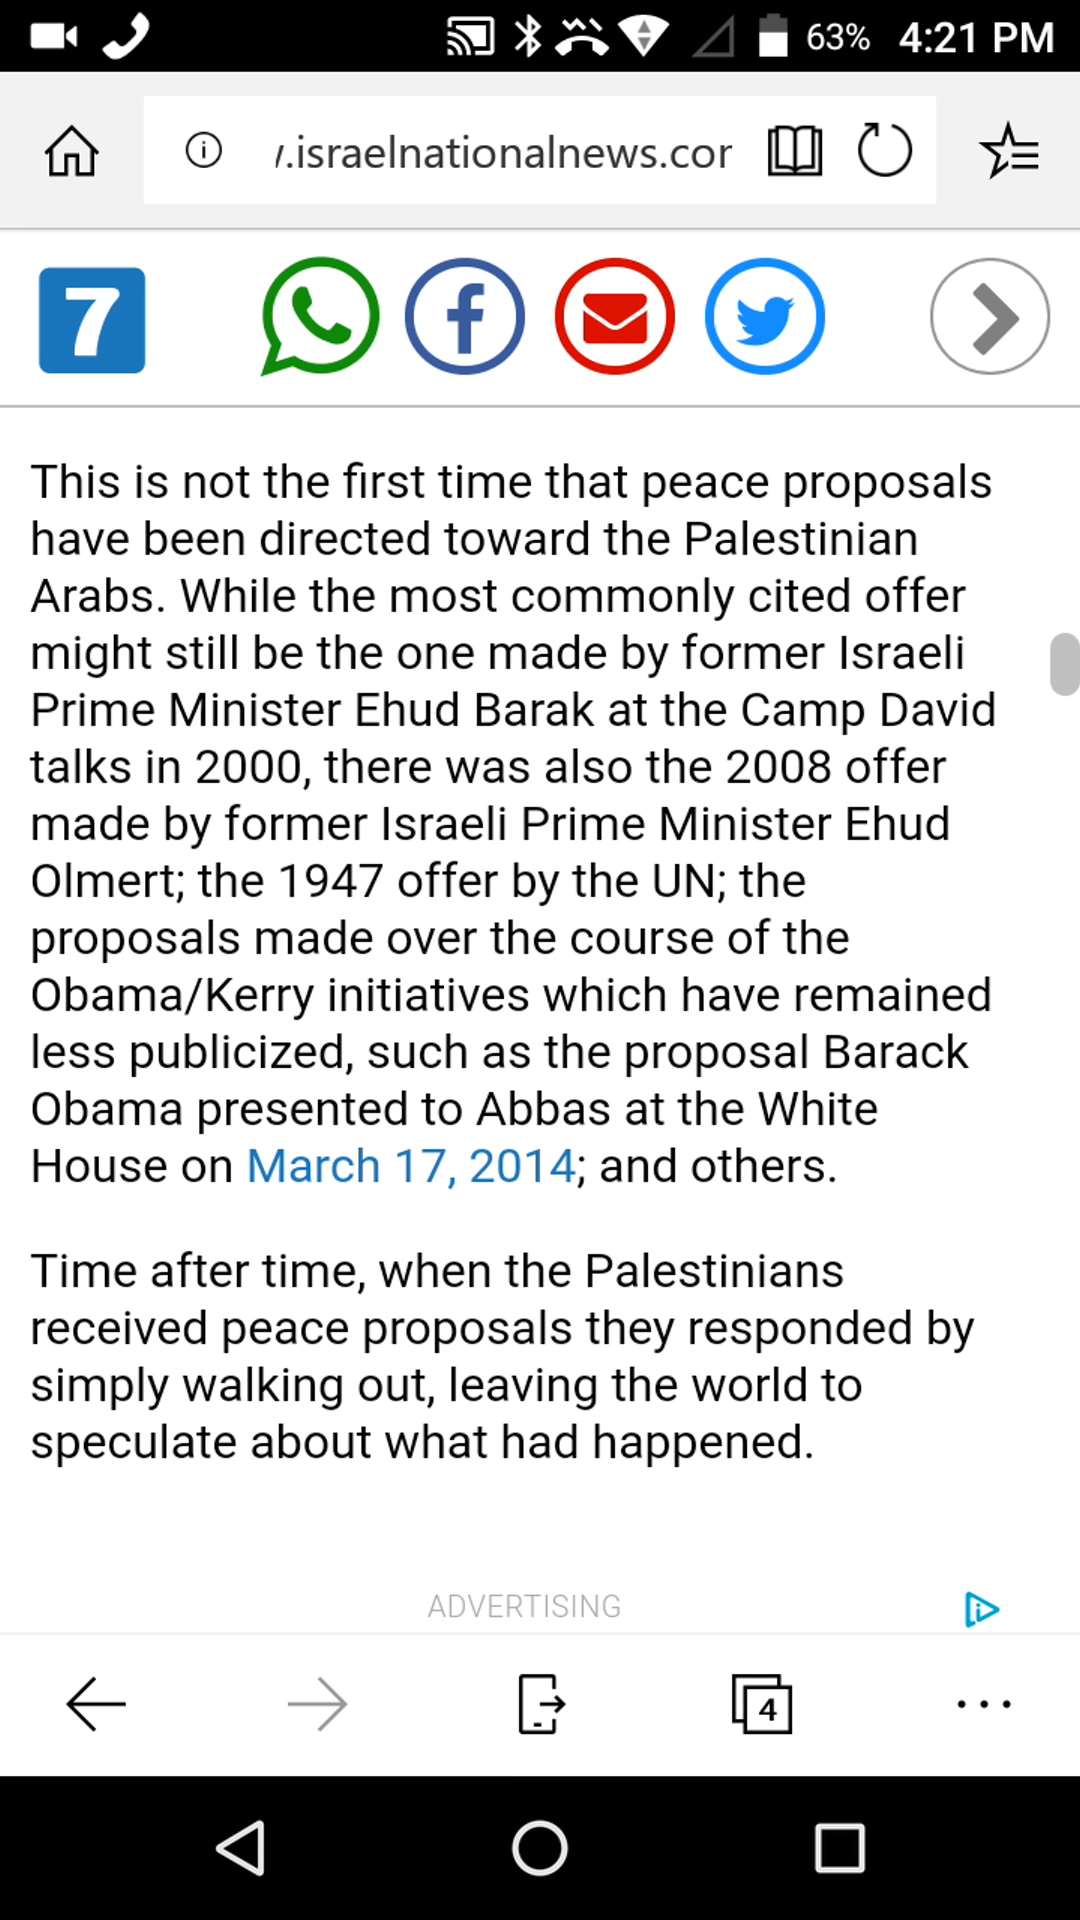 63% 4:21 PM
.israelnationalnews.cor
7
This is not the first time that peace proposals
have been directed toward the Palestinian
Arabs. While the most commonly cited offer
might still be the one made by former Israeli
Prime Minister Ehud Barak at the Camp David
talks in 2000, there was also the 2008 offer
made by former Israeli Prime Minister Ehud
Olmert; the 1947 offer by the UN; the
proposals made over the course of the
Obama/Kerry initiatives which have remained
less publicized, such as the proposal Barack
Obama presented to Abbas at the White
House on March 17, 2014; and others.
Time after time, when the Palestinians
received peace proposals they responded by
simply walking out, leaving the world to
speculate about what had happened.
ADVERTISING
4